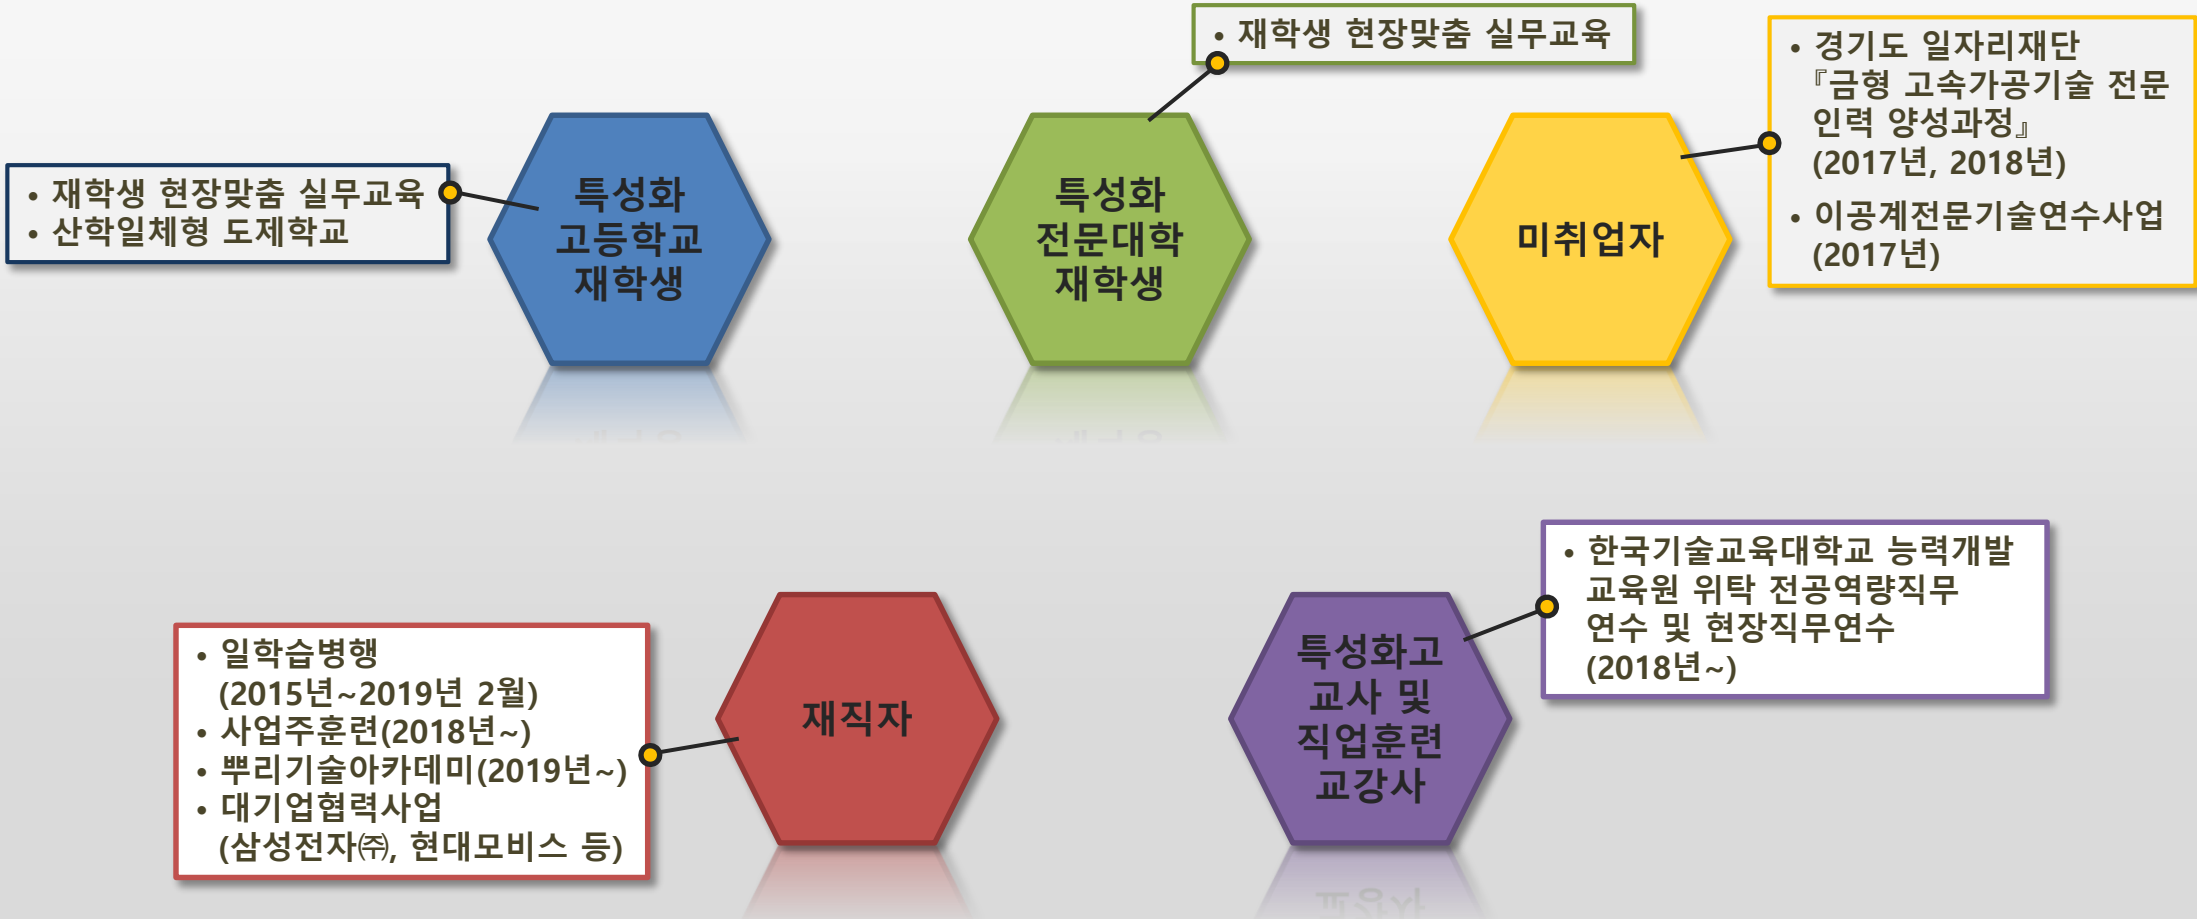 • 재학생 현장맞춤 실무교육
• 산학일체형 도제학교
특성화
고등학교
재학생
• 재학생 현장맞춤 실무교육
특성화
전문대학
재학생
• 경기도 일자리재단
『금형 고속가공기술 전문
인력 양성과정』
(2017년, 2018년)
• 이공계전문기술연수사업
(2017년)
미취업자
• 일학습병행
(2015년~2019년 2월)
• 사업주훈련(2018년~)
• 뿌리기술아카데미(2019년~)
• 대기업협력사업
(삼성전자㈜, 현대모비스 등)
재직자
• 한국기술교육대학교 능력개발
교육원 위탁 전공역량직무
연수 및 현장직무연수
(2018년~)
특성화고
교사 및
직업훈련
교강사